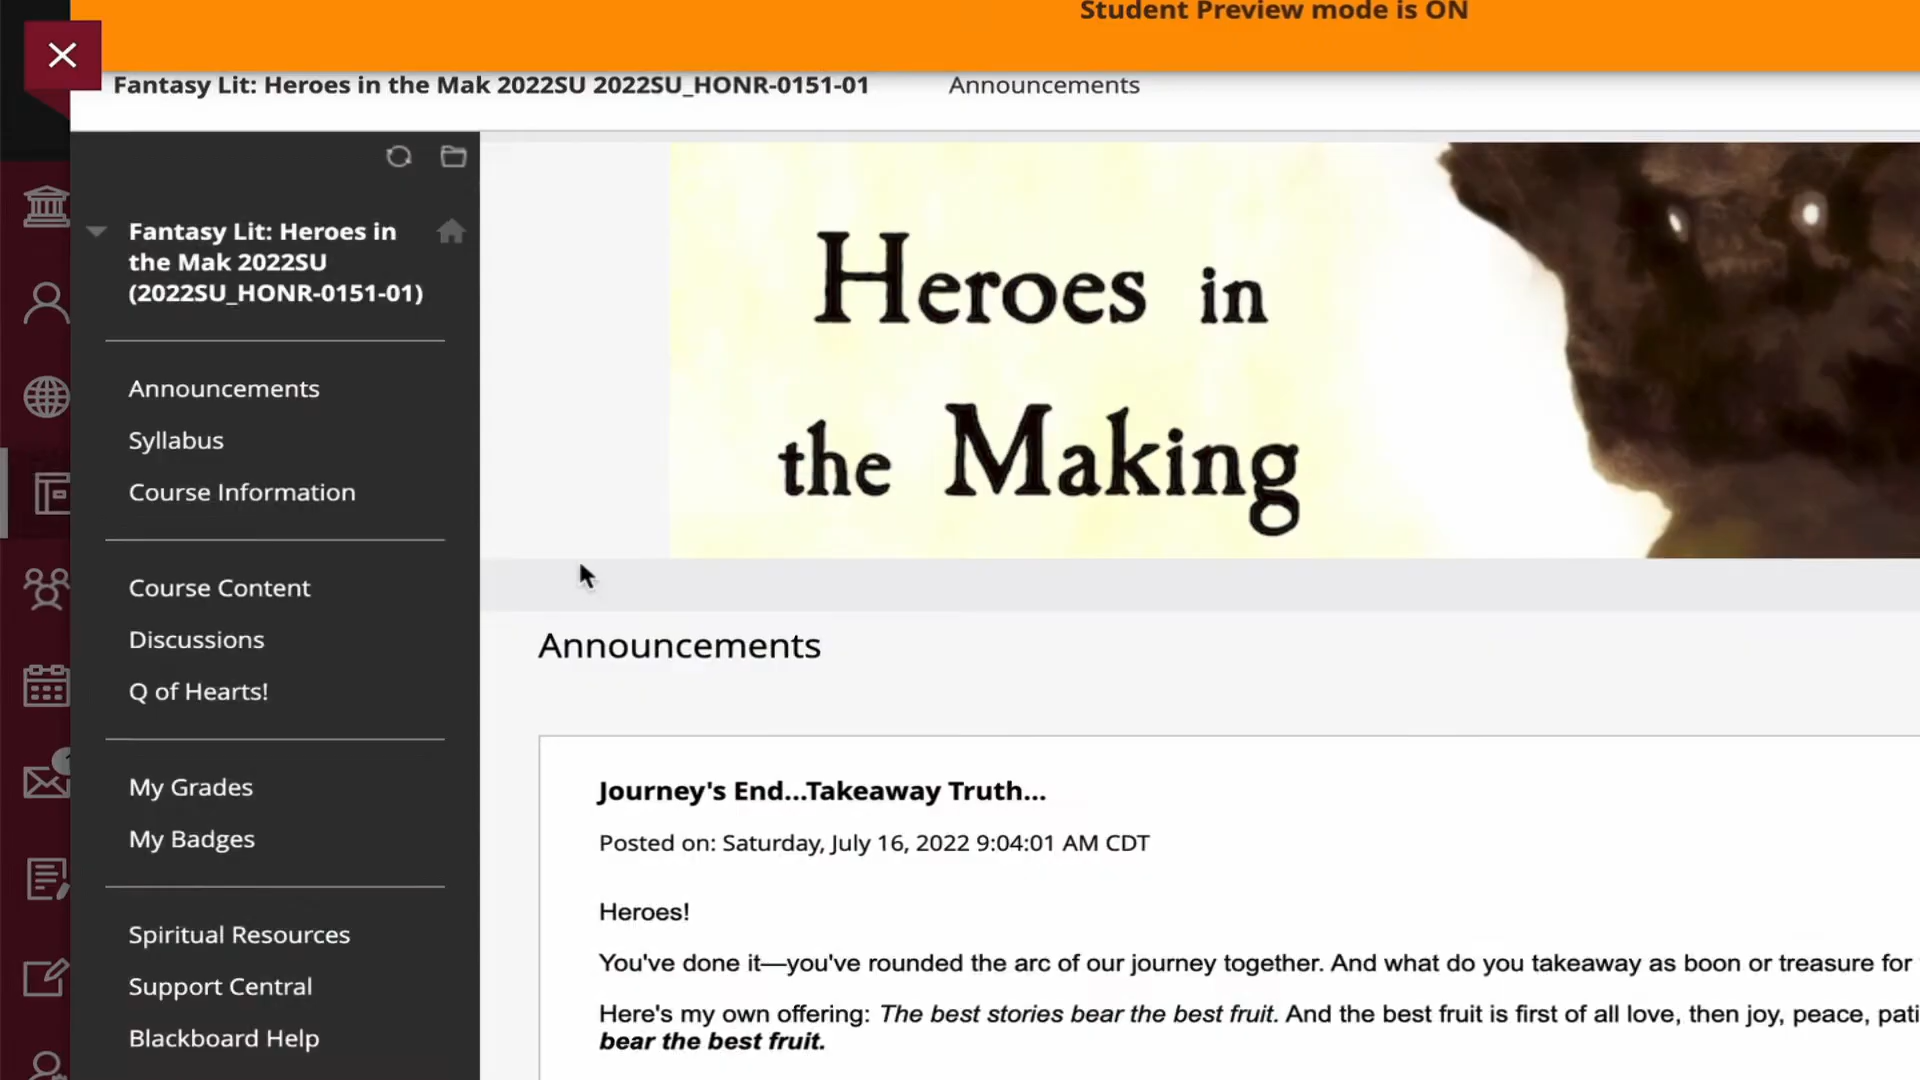 Student Preview mode is ON
Fantasy Lit: Heroes in the Mak 2022SU 2022SU_HONR-0151-01 Announcements
Fantasy Lit: Heroes in
the Mak 2022SU
(2022SU_HONR-0151-01)
Announcements
Syllabus
Course Information
Course Content
Discussions
Q of Hearts!
My Grades
My Badges
Spiritual Resources
Support Central
Blackboard Help
Heroes in
the Making
Announcements
Journey's End...Takeaway Truth...
Posted on: Saturday, July 16, 2022 9:04:01 AM CDT
Heroes!
You've done it—you've rounded the arc of our journey together. And what do you takeaway as boon or treasure for
Here's my own offering: The best stories bear the best fruit. And the best fruit is first of all love, then joy, peace, pati
bear the best fruit.